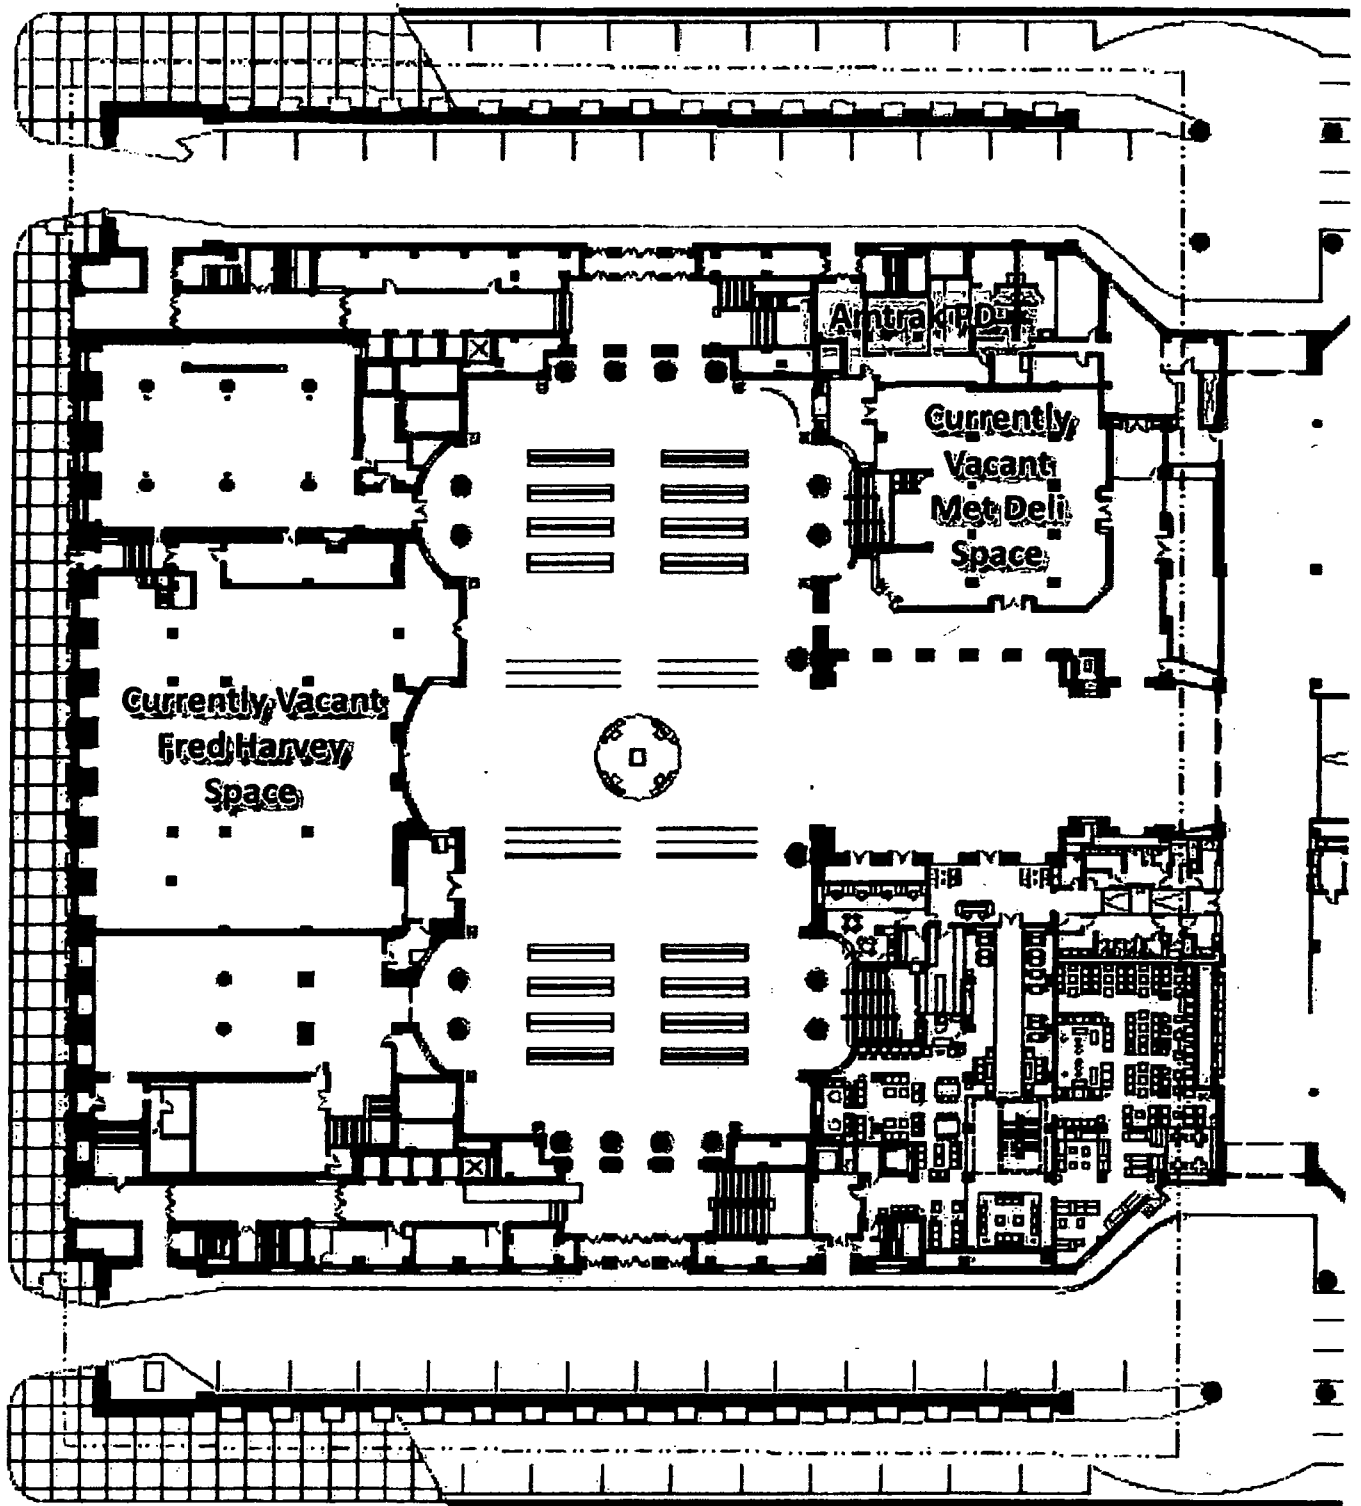 Amtrak PD
Currently
Vacant
Met Deli
Space
Currently Vacant
Fred Harvey
Space